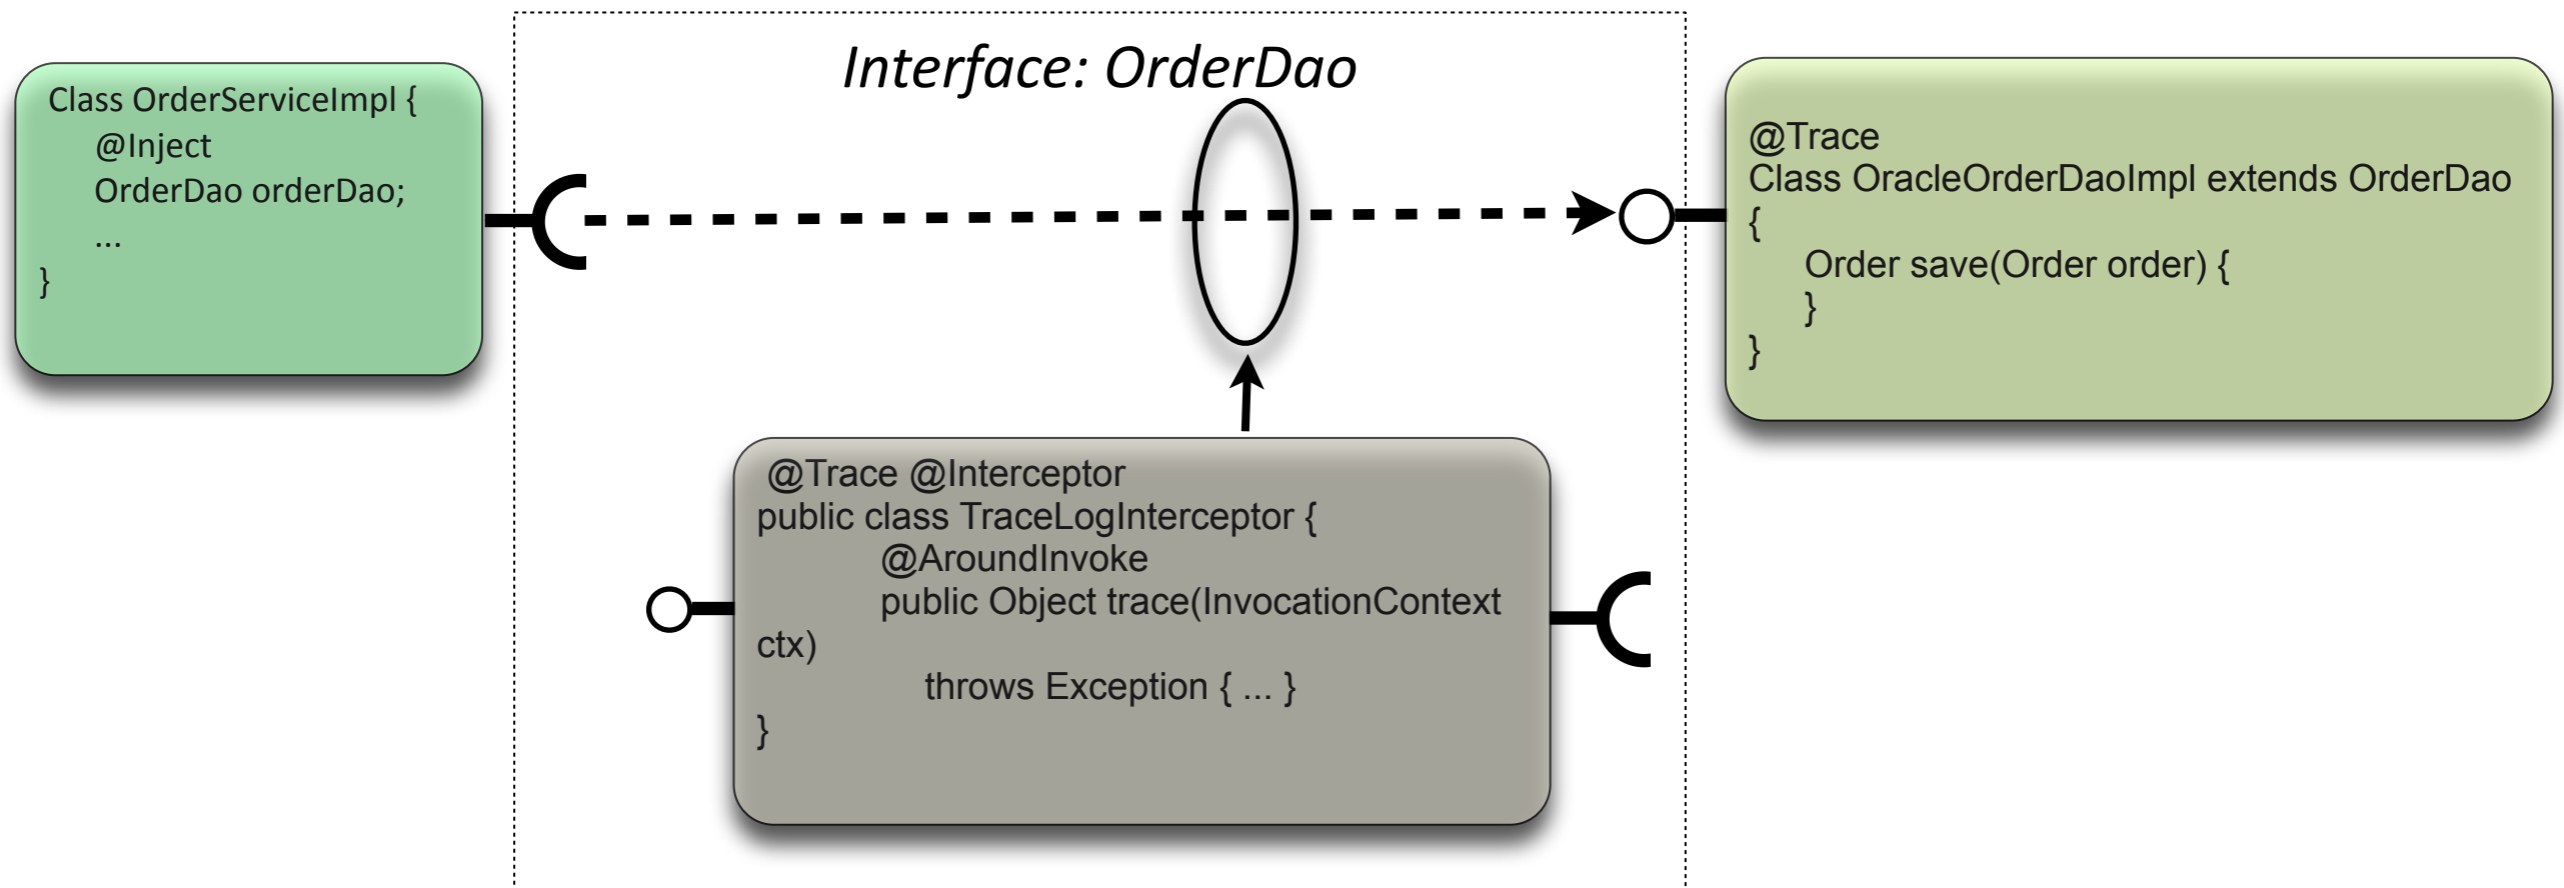 Interface: OrderDao
Class OrderServiceImpl {
@Inject
OrderDao orderDao;
...
}
@Trace
Class OracleOrderDaoImpl extends OrderDao
{
Order save(Order order) {
}
}
@Trace @Interceptor
public class TraceLogInterceptor {
@AroundInvoke
public Object trace(InvocationContext
ctx)
throws Exception { ... }
}